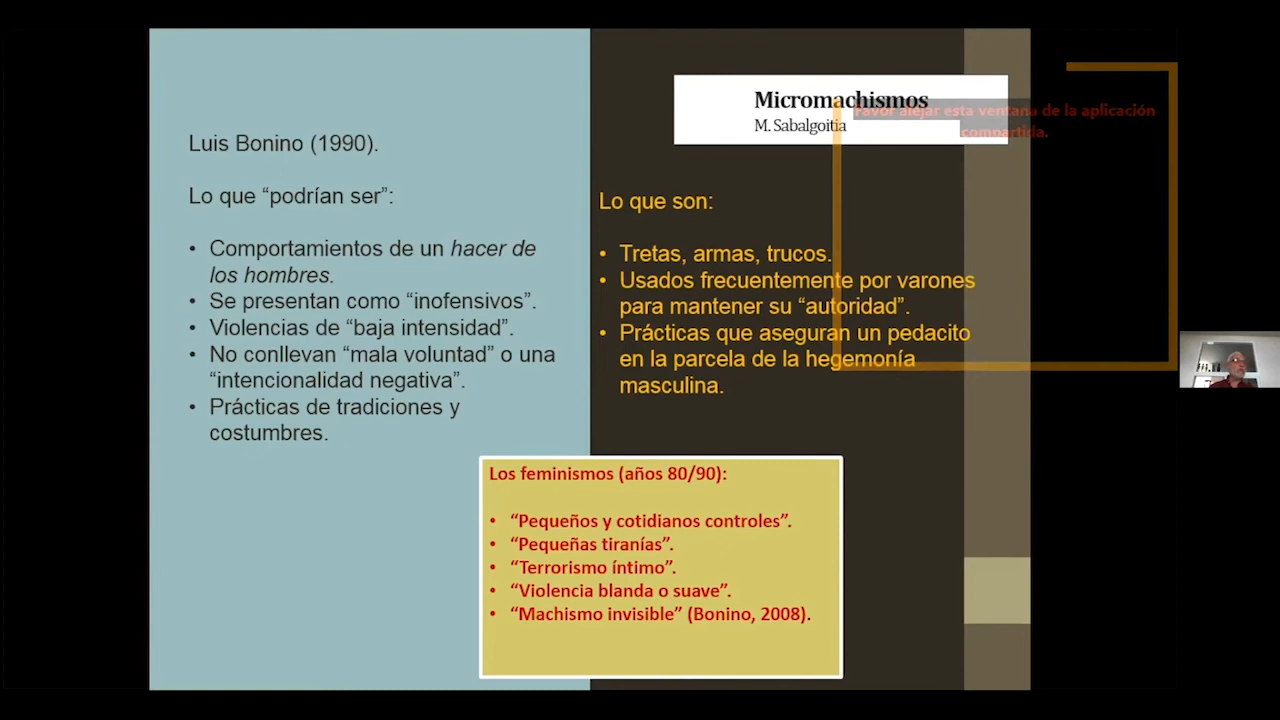 Micromachismos
M. Sabalgoitia
Favor alejar esta ventana de la aplicación
compartida.
Luis Bonino (1990).
Lo que “podrían ser”:
• Comportamientos de un hacer de
los hombres.
• Se presentan como “inofensivos”.
• Violencias de “baja intensidad”.
• No conllevan “mala voluntad” o una
“intencionalidad negativa”.
• Prácticas de tradiciones y
costumbres.
Lo que son:
• Tretas, armas, trucos.
• Usados frecuentemente por varones
para mantener su “autoridad”.
• Prácticas que aseguran un pedacito
en la parcela de la hegemonía
masculina.
Los feminismos (años 80/90):
• “Pequeños y cotidianos controles”.
• “Pequeñas tiranías”.
• “Terrorismo íntimo”.
• “Violencia blanda o suave”.
• “Machismo invisible” (Bonino, 2008).